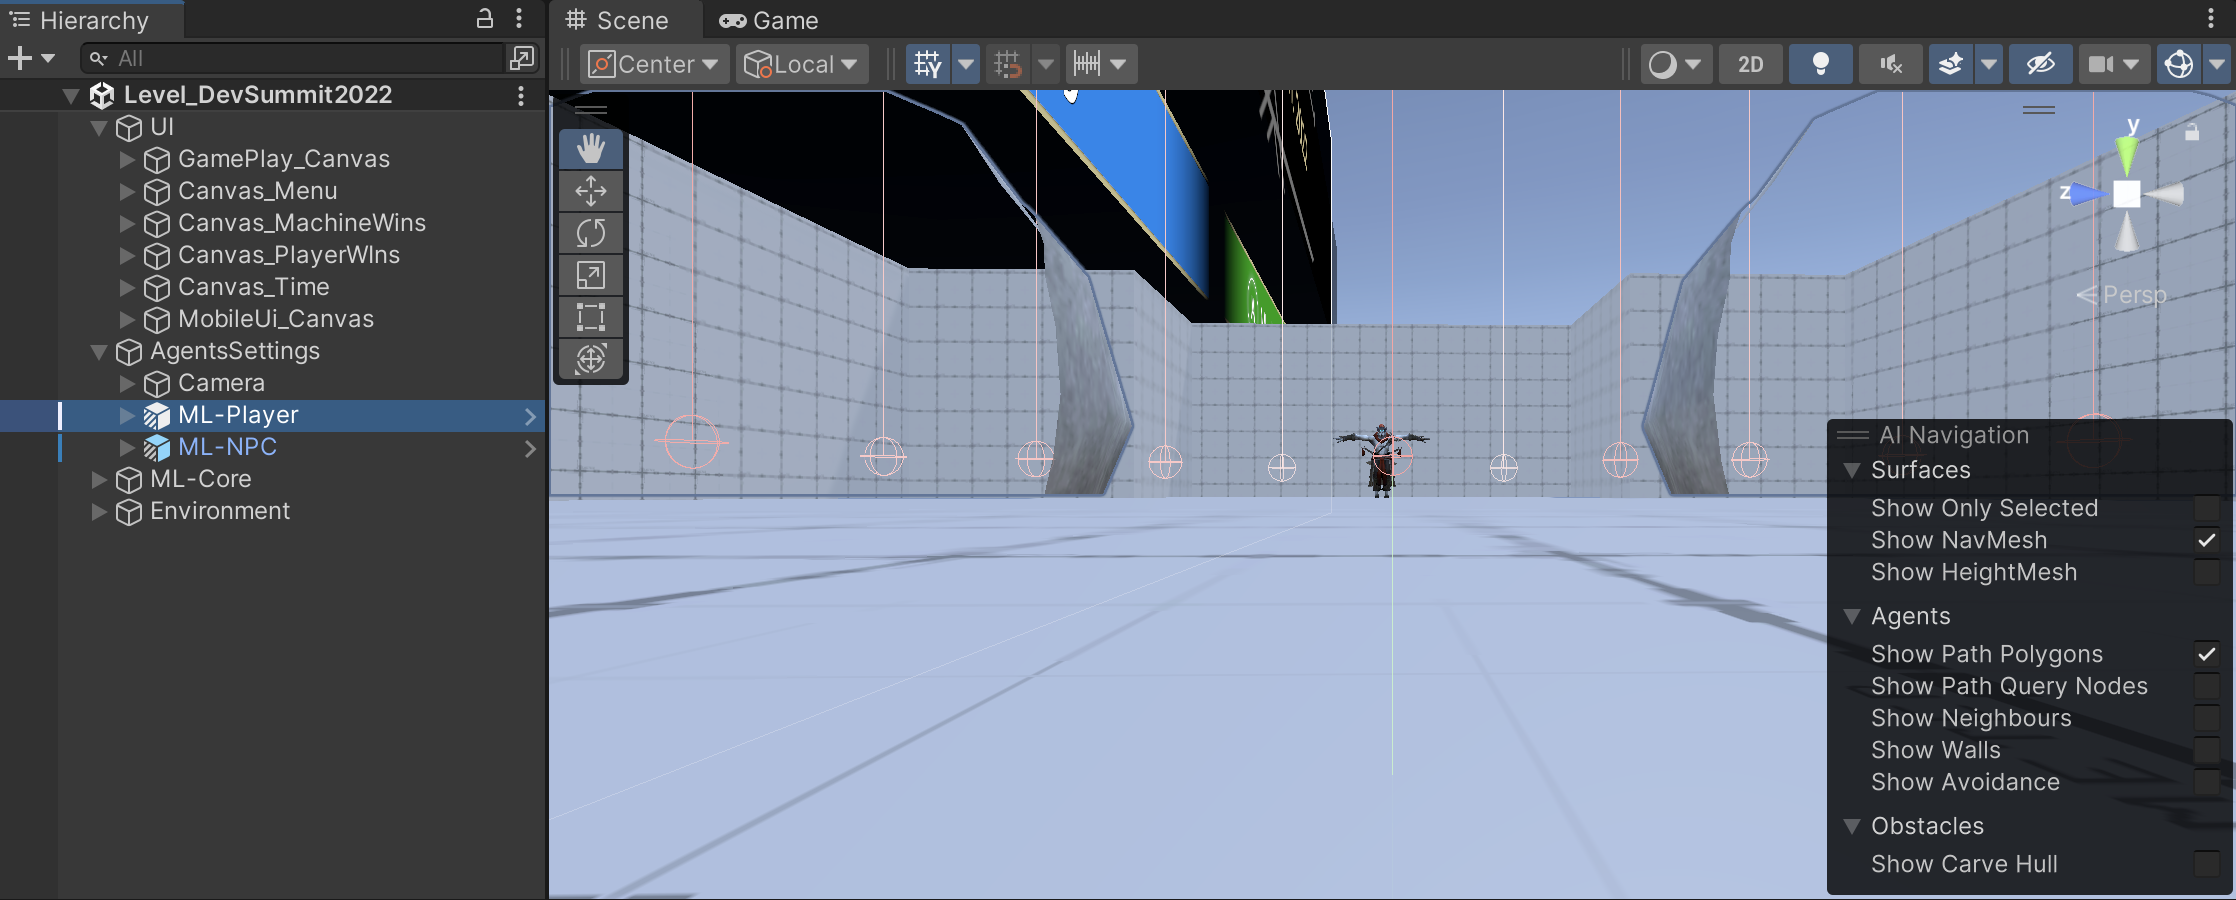 Hierarchy
All
Level_DevSummit2022
UI
GamePlay_Canvas
Canvas_Menu
Canvas_MachineWins
Canvas_PlayerWIns
Canvas_Time
MobileUi_Canvas
AgentsSettings
Camera
ML-Player
ML-NPC
ML-Core
Environment
Scene
Game
Center
Local
2D
y
z
Persp
AI Navigation
Surfaces
Show Only Selected
Show NavMesh
Show HeightMesh
Agents
Show Path Polygons
Show Path Query Nodes
Show Neighbours
Show Walls
Show Avoidance
Obstacles
Show Carve Hull